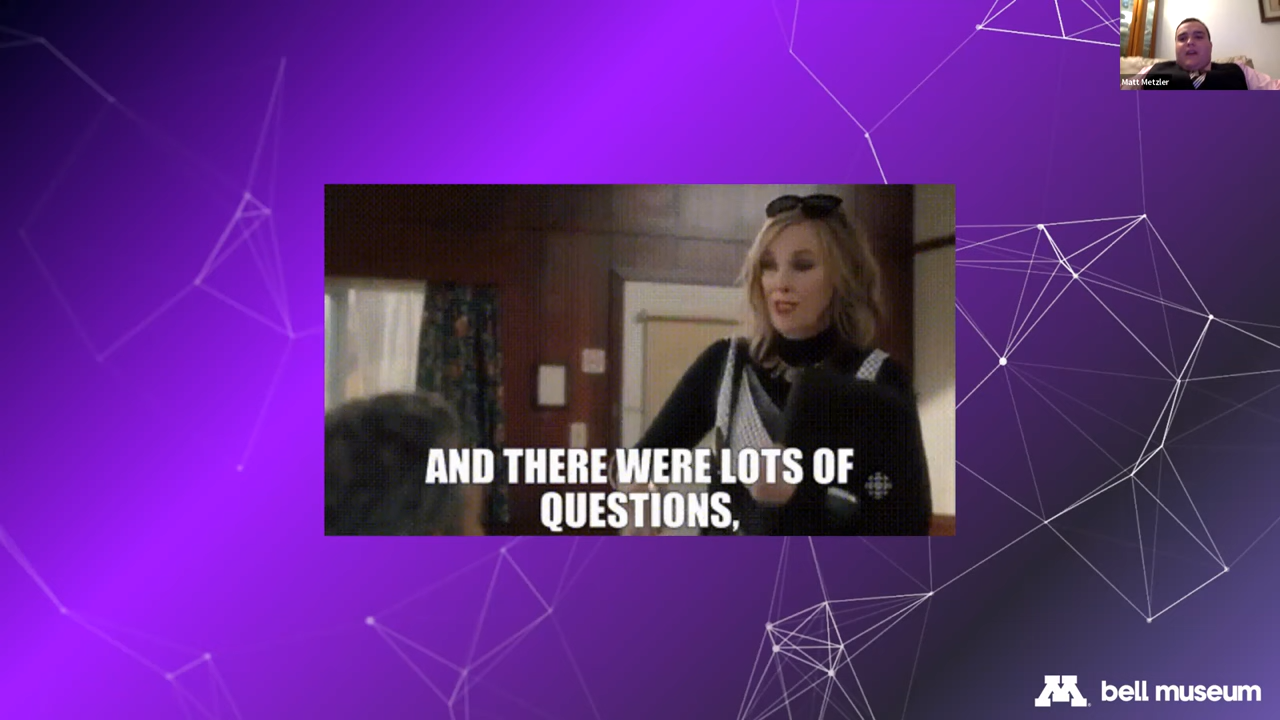 Matt Metzler
AND THERE WERE LOTS OF
QUESTIONS,
M
bell museum